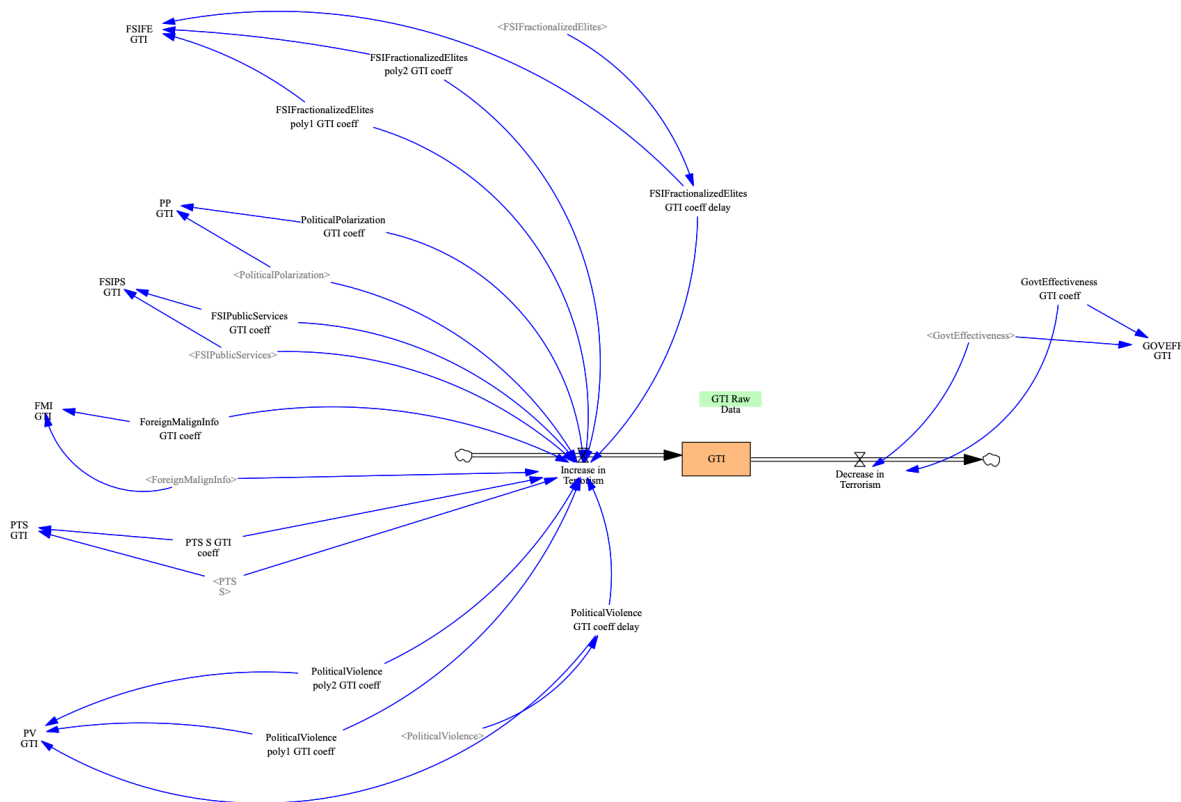 <FSIFractionalizedElites>
FSIFE
GTI
FSIFractionalizedElites
poly2 GTI coeff
FSIFractionalizedElites
poly1 GTI coeff
FSIFractionalizedElites
GTI coeff delay
PP
GTI
PoliticalPolarization
GTI coeff
<PoliticalPolarization>
FSIPS
GTI
FSIPublicServices
GTI coeff
<FSIPublicServices>
GovtEffectiveness
GTI coeff
<GovtEffectiveness>
GOVEFF
GTI
GTI Raw
Data
FMI
GTI
ForeignMalignInfo
GTI coeff
<ForeignMalignInfo>
Increase in
Terrorism
GTI
Decrease in
Terrorism
PTS
GTI
PTS S GTI
coeff
<PTS
S>
PoliticalViolence
GTI coeff delay
PoliticalViolence
poly2 GTI coeff
PV
GTI
PoliticalViolence
poly1 GTI coeff
<PoliticalViolence>